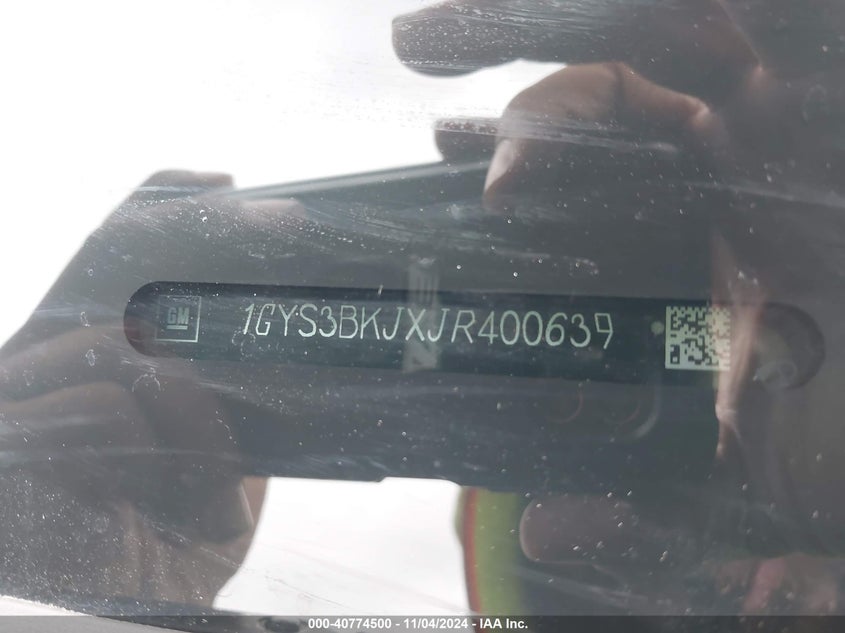 GM 1GYS3BKJXJR400639
000-40774500 - 11/04/2024 - IAA Inc.